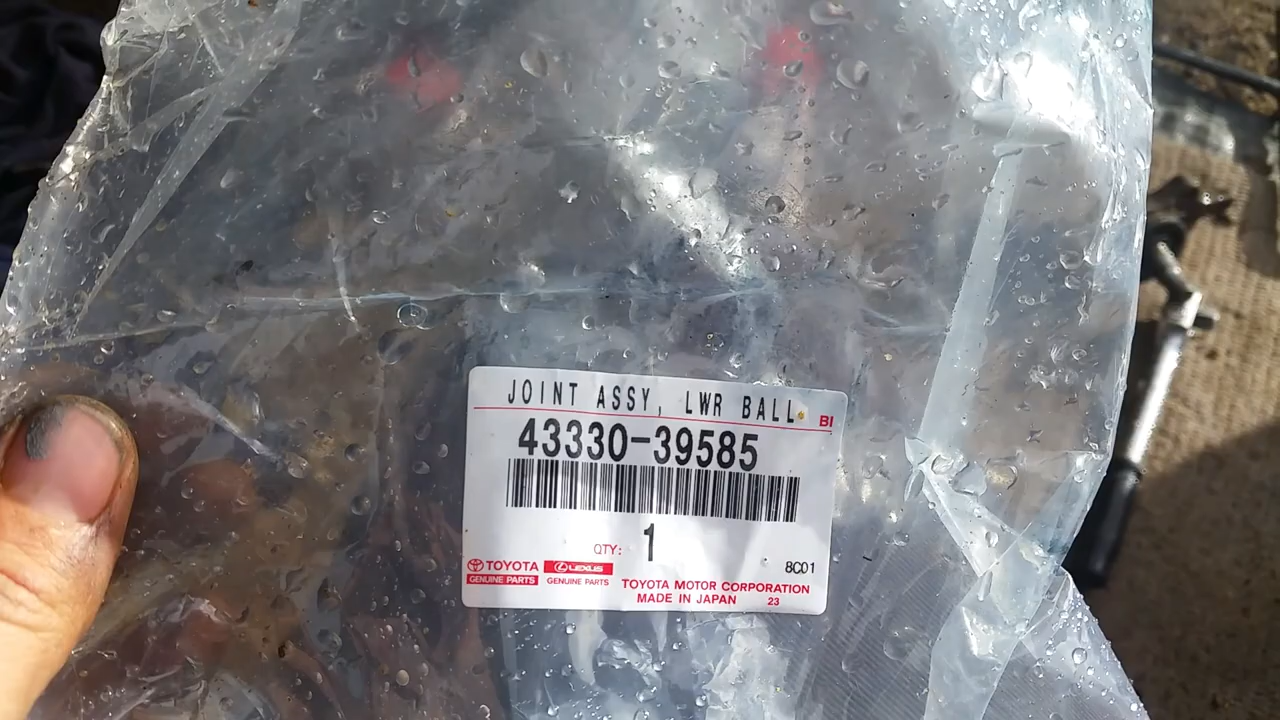 JOINT ASSY, LWR BALL
BI
43330-39585
QTY: 1
8C01
TOYOTA
GENUINE PARTS
LEXUS
GENUINE PARTS
TOYOTA MOTOR CORPORATION
MADE IN JAPAN 23